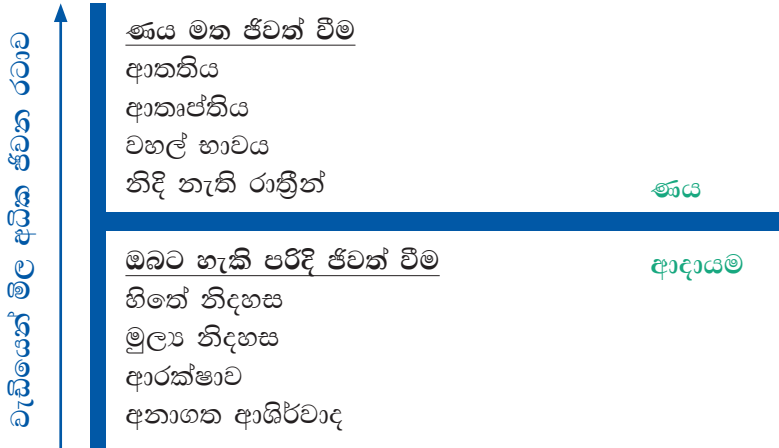 වැඩියෙන් මිල අධික ජීවන රටාව
ණය මත ජීවත් වීම
ආතතිය
ආතෘප්තිය
වහල් භාවය
නිදි නැති රාත්‍රීන්
ණය
ඔබට හැකි පරිදි ජිවත් වීම
ආදායම
හිතේ නිදහස
මුල්‍ය නිදහස
ආරක්ෂාව
අනාගත ආශිර්වාද